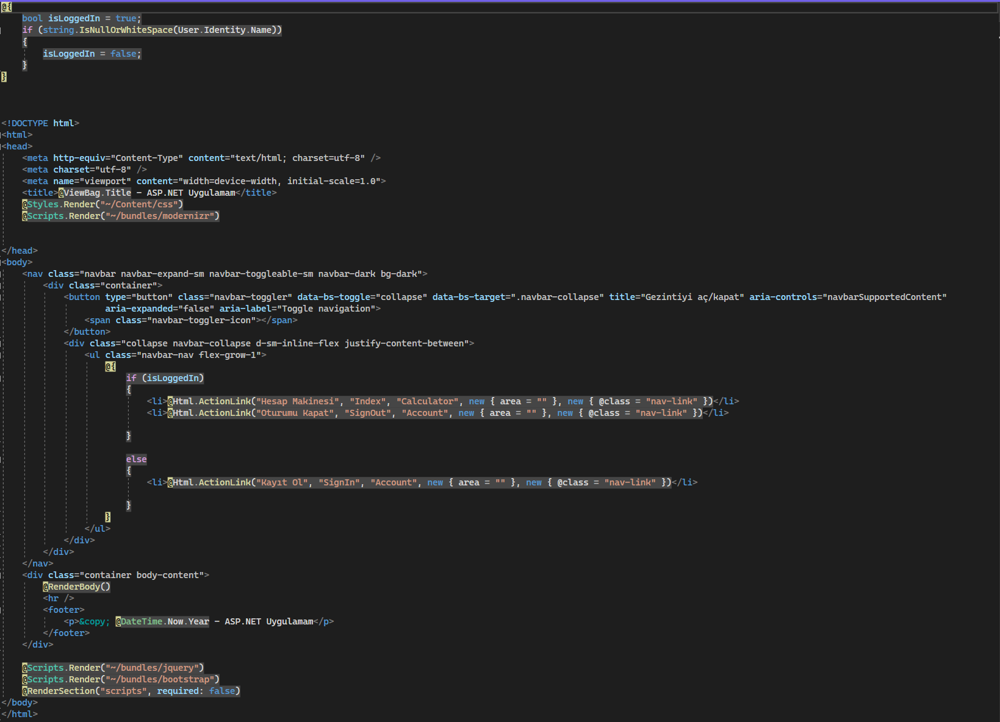 @{
    bool isLoggedIn = true;
    if (string.IsNullOrWhiteSpace(User.Identity.Name))
    {
        isLoggedIn = false;
    }
}
<!DOCTYPE html>
<html>
<head>
    <meta http-equiv="Content-Type" content="text/html; charset=utf-8" />
    <meta charset="utf-8" />
    <meta name="viewport" content="width=device-width, initial-scale=1.0">
    <title>@ViewBag.Title - ASP.NET Uygulamam</title>
    @Styles.Render("~/Content/css")
    @Scripts.Render("~/bundles/modernizr")
</head>
<body>
    <nav class="navbar navbar-expand-sm navbar-toggleable-sm navbar-dark bg-dark">
        <div class="container">
            <button type="button" class="navbar-toggler" data-bs-toggle="collapse" data-bs-target=".navbar-collapse" title="Gezintiyi aç/kapat" aria-controls="navbarSupportedContent"
                    aria-expanded="false" aria-label="Toggle navigation">
                <span class="navbar-toggler-icon"></span>
            </button>
            <div class="collapse navbar-collapse d-sm-inline-flex justify-content-between">
                <ul class="navbar-nav flex-grow-1">
                    @{
                        if (isLoggedIn)
                        {
                            <li>@Html.ActionLink("Hesap Makinesi", "Index", "Calculator", new { area = "" }, new { @class = "nav-link" })</li>
                            <li>@Html.ActionLink("Oturumu Kapat", "SignOut", "Account", new { area = "" }, new { @class = "nav-link" })</li>
                        }
                        else
                        {
                            <li>@Html.ActionLink("Kayıt Ol", "SignIn", "Account", new { area = "" }, new { @class = "nav-link" })</li>
                        }
                    }
                </ul>
            </div>
        </div>
    </nav>
    <div class="container body-content">
        @RenderBody()
        <hr />
        <footer>
            <p>&copy; @DateTime.Now.Year - ASP.NET Uygulamam</p>
        </footer>
    </div>
    @Scripts.Render("~/bundles/jquery")
    @Scripts.Render("~/bundles/bootstrap")
    @RenderSection("scripts", required: false)
</body>
</html>